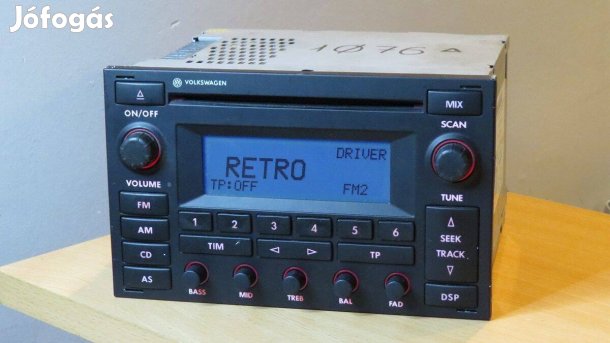 Jófogás
1076
VOLKSWAGEN
MIX
ON/OFF
SCAN
DRIVER
RETRO
TP:OFF
FM2
VOLUME
TUNE
FM
1 2 3 4 5 6
AM
TIM
TP
SEEK
TRACK
CD
AS
BASS MID TREB BAL FAD
DSP